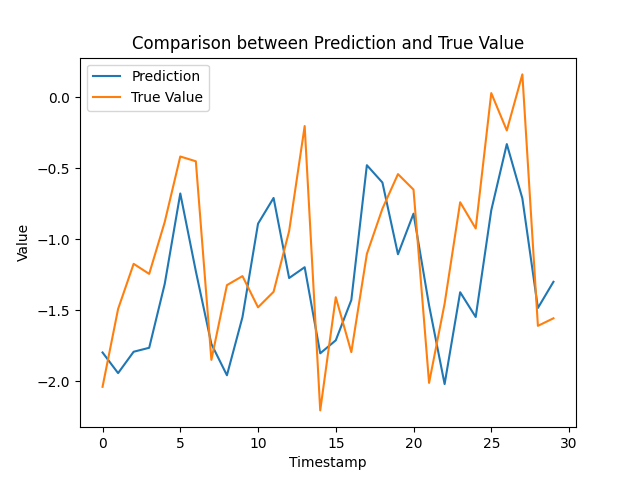 Comparison between Prediction and True Value
Prediction
True Value
0.0
−0.5
−1.0
−1.5
−2.0
Value
0 5 10 15 20 25 30
Timestamp